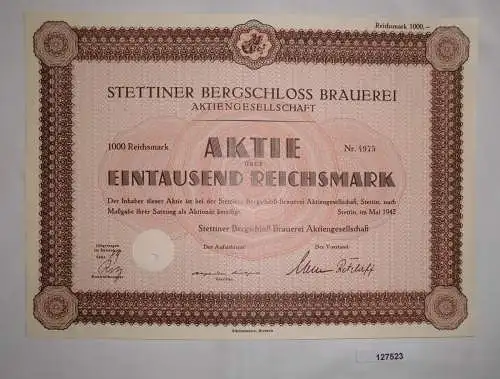 Reichsmark 1000,—
STETTINER BERGSCHLOSS BRAUEREI
AKTIENGESELLSCHAFT
1000 Reichsmark
AKTIE
Nr. 4975
über
EINTAUSEND REICHSMARK
Der Inhaber dieser Aktie ist bei der Stettiner Bergschloß-Brauerei Aktiengesellschaft, Stettin, nach
Maßgabe ihrer Satzung als Aktionär beteiligt.
Stettin, im Mai 1942
Stettiner Bergschloß Brauerei Aktiengesellschaft
Eingetragen
Der Aufsichtsrat:
Der Vorstand:
127523